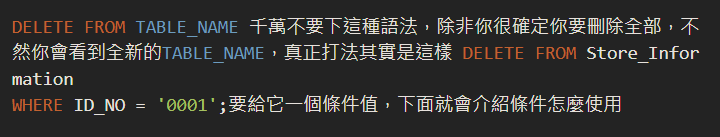 DELETE FROM TABLE_NAME 千萬不要下這種語法，除非你很確定你要刪除全部，不
然你會看到全新的TABLE_NAME，真正打法其實是這樣 DELETE FROM Store_Infor
mation
WHERE ID_NO = '0001';要給它一個條件值，下面就會介紹條件怎麼使用